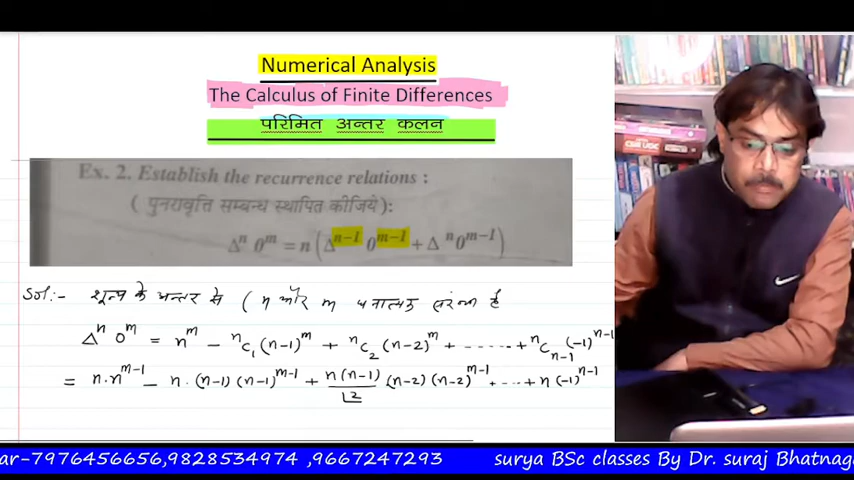 Numerical Analysis
The Calculus of Finite Differences
परिमित अन्तर कलन
Ex. 2. Establish the recurrence relations :
( पुनरावृत्ति सम्बन्ध स्थापित कीजिये):
Δⁿ 0ᵐ = n (Δⁿ⁻¹ 0ᵐ⁻¹ + Δ ⁿ0ᵐ⁻¹)
Sol:- शून्य के अन्तर से ( n और m धनात्मक संख्या है
Δⁿ 0ᵐ = nᵐ - ⁿC₁(n-1)ᵐ + ⁿC₂(n-2)ᵐ + ------ + ⁿCₙ₋₁(-1)ⁿ⁻¹
= n.nᵐ⁻¹ - n.(n-1)(n-1)ᵐ⁻¹ + n(n-1)/⌊2 (n-2)(n-2)ᵐ⁻¹ + ---- + n(-1)ⁿ⁻¹
ar-7976456656,9828534974 ,9667247293 surya BSc classes By Dr. suraj Bhatnag